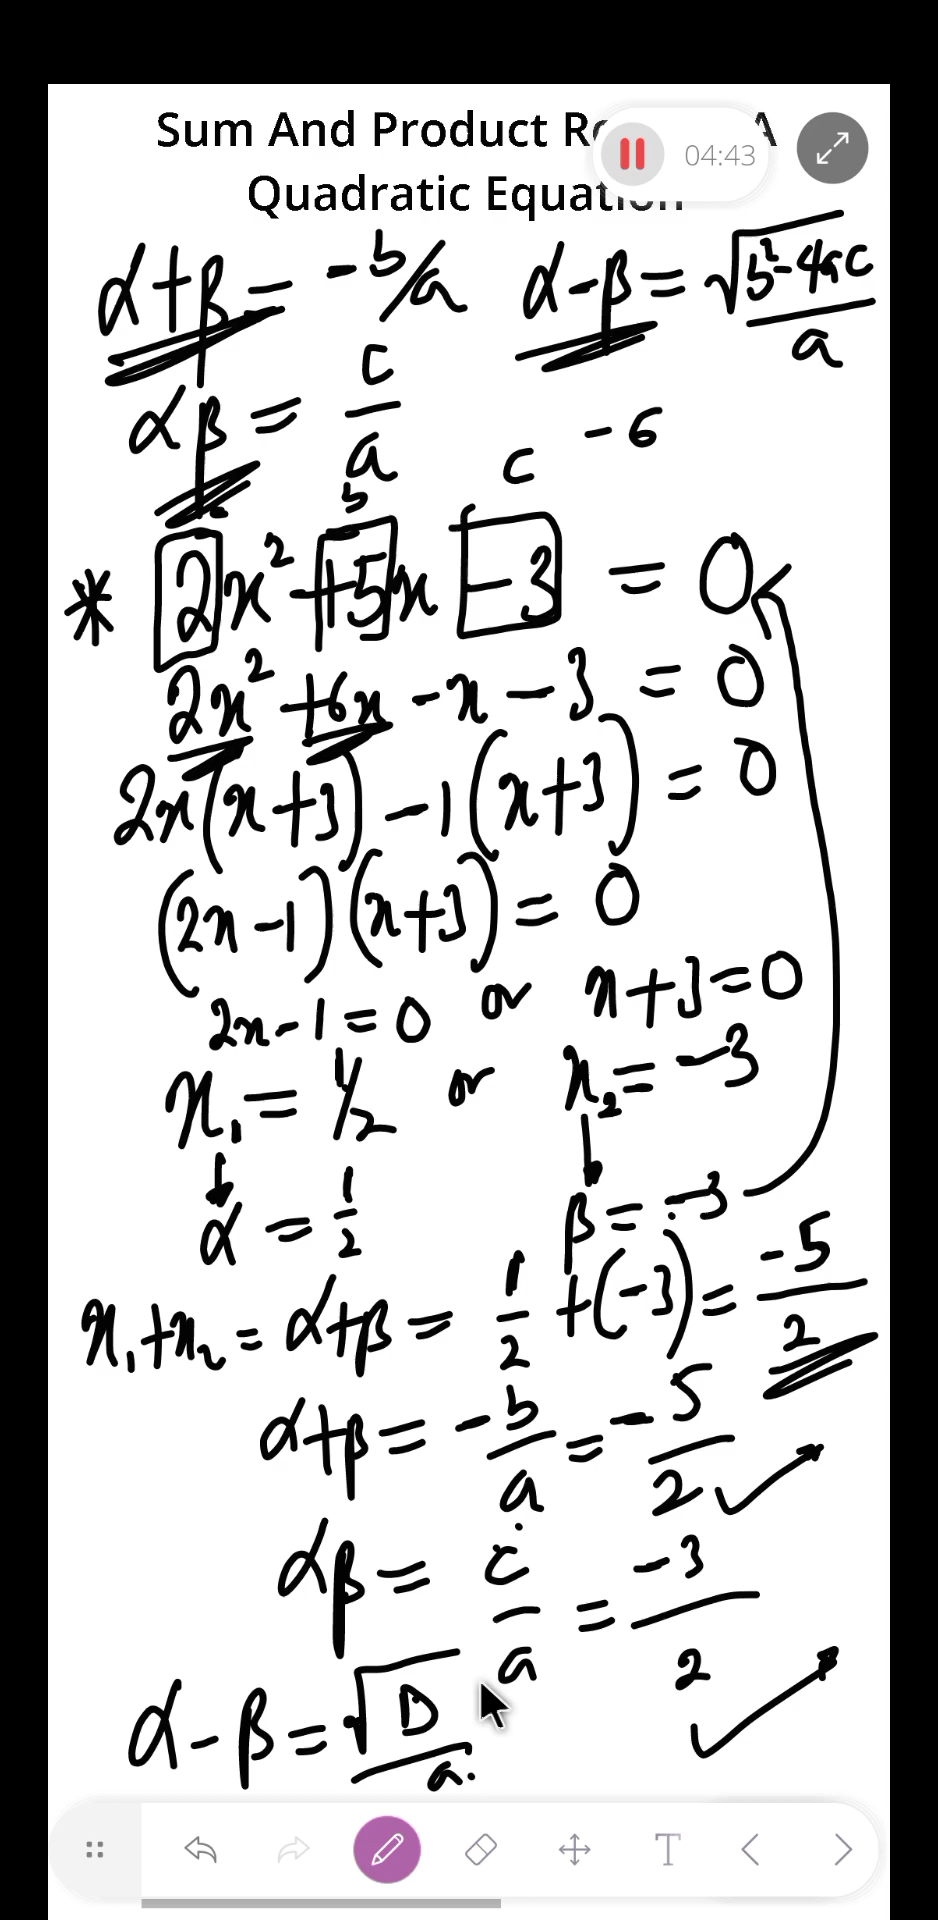 Sum And Product Ro A
Quadratic Equation
04:43
α+β = -b/a α-β = √b²-4ac/a
αβ = c/a
b c -6
* 2x² +5x -3 = 0
2x² +6x -x -3 = 0
2x(x+3) -1(x+3) = 0
(2x-1)(x+3) = 0
2x-1=0 or x+3=0
x₁ = 1/2 or x₂ = -3
α = 1/2 β = -3
x₁+x₂ = α+β = 1/2 +(-3) = -5/2
α+β = -b/a = -5/2
αβ = c/a = -3/2
α-β = √D/a
T